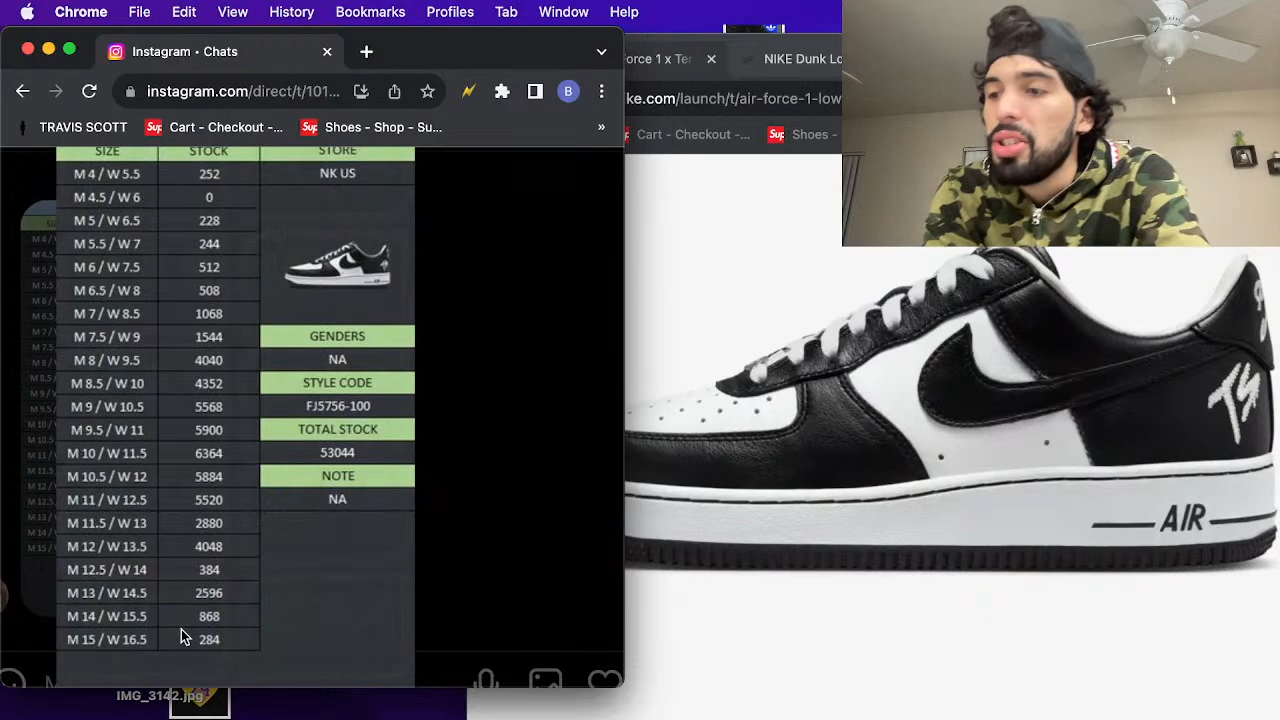 Chrome File Edit View History Bookmarks Profiles Tab Window Help
Instagram • Chats
Force 1 x Ter
NIKE Dunk Lo
instagram.com/direct/t/101...
B
ke.com/launch/t/air-force-1-low
TRAVIS SCOTT
Sup Cart - Checkout -...
Sup Shoes - Shop - Su...
»
Cart - Checkout -...
Sup Shoes -
SIZE STOCK STORE
M 4 / W 5.5 252 NK US
M 4.5 / W 6 0
M 5 / W 6.5 228
M 5.5 / W 7 244
M 6 / W 7.5 512
M 6.5 / W 8 508
M 7 / W 8.5 1068
M 7.5 / W 9 1544 GENDERS
M 8 / W 9.5 4040 NA
M 8.5 / W 10 4352 STYLE CODE
M 9 / W 10.5 5568 FJ5756-100
M 9.5 / W 11 5900 TOTAL STOCK
M 10 / W 11.5 6364 53044
M 10.5 / W 12 5884 NOTE
M 11 / W 12.5 5520 NA
M 11.5 / W 13 2880
M 12 / W 13.5 4048
M 12.5 / W 14 384
M 13 / W 14.5 2596
M 14 / W 15.5 868
M 15 / W 16.5 284
TS
AIR
IMG_3142.jpg